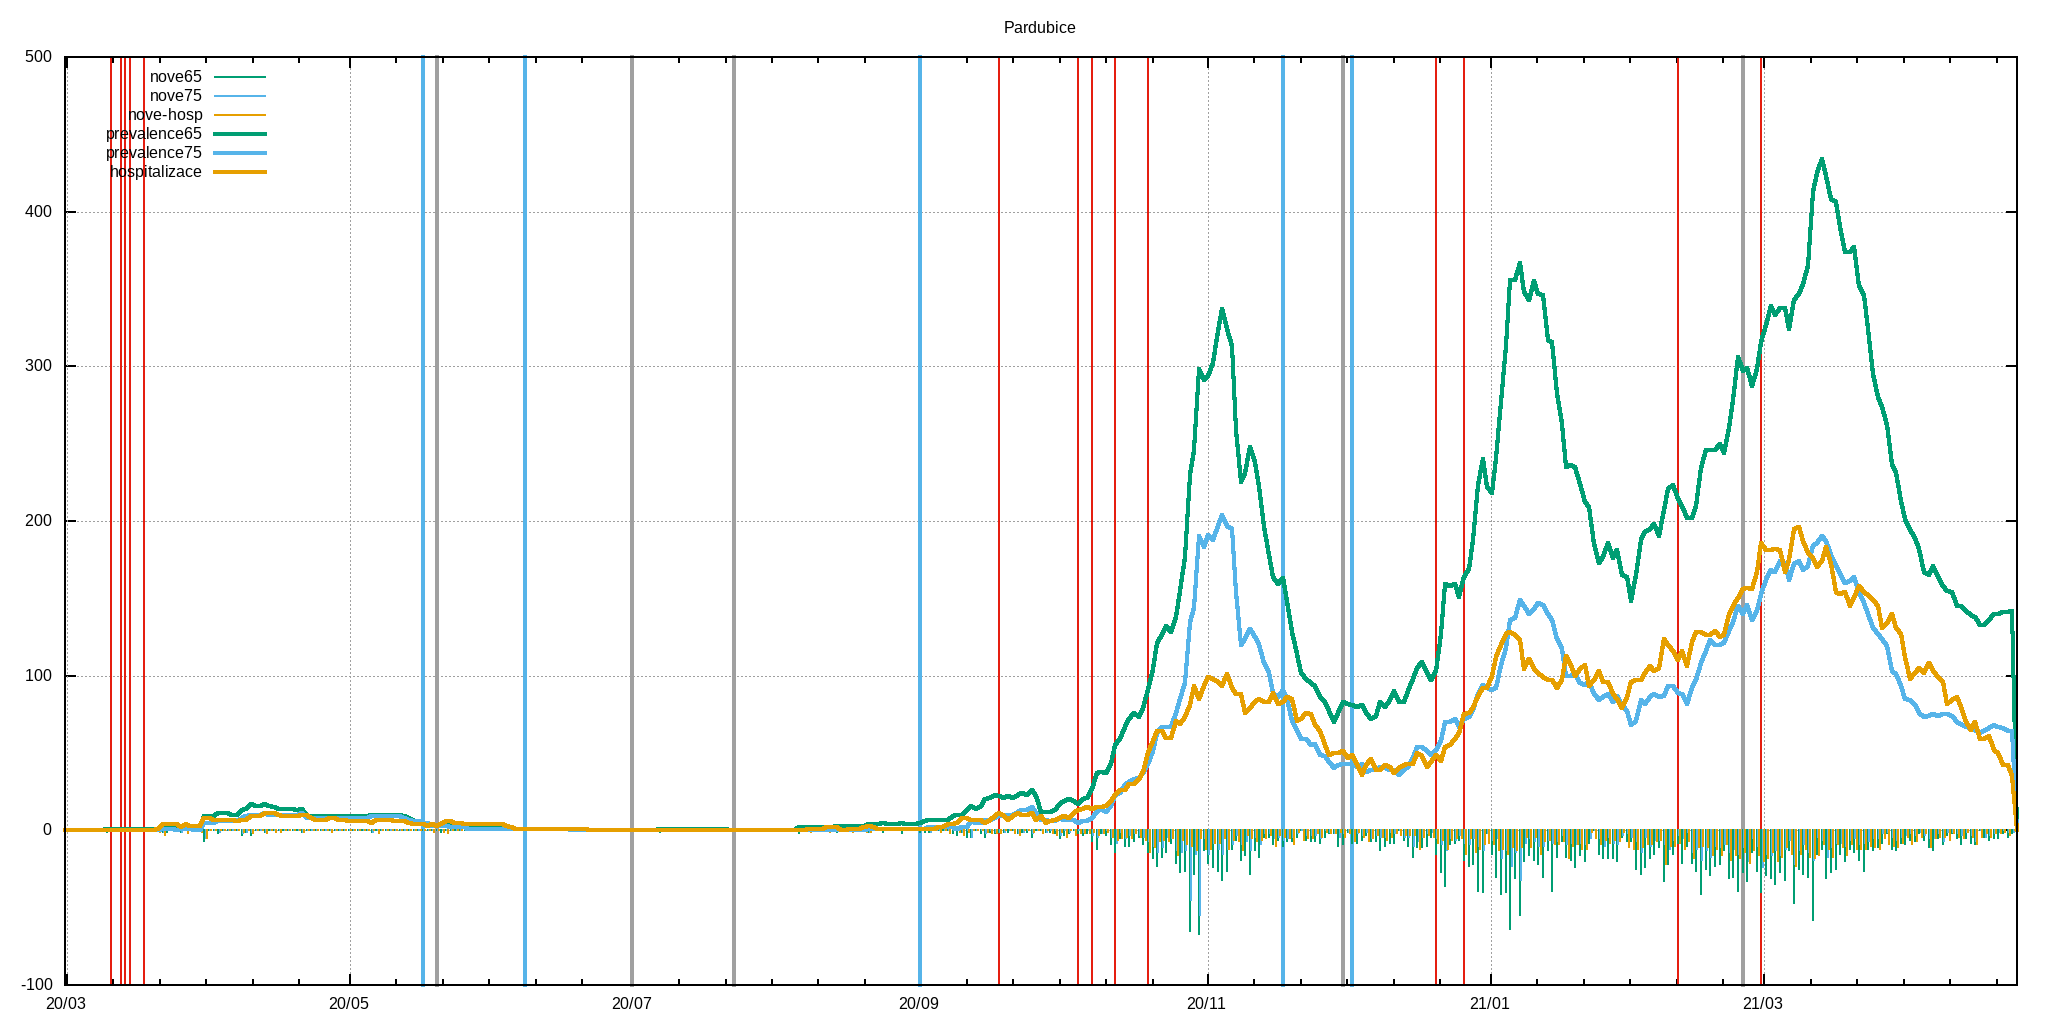 Pardubice
500
nove65
nove75
nove-hosp
prevalence65
prevalence75
hospitalizace
400
300
200
100
0
-100
20/03 20/05 20/07 20/09 20/11 21/01 21/03